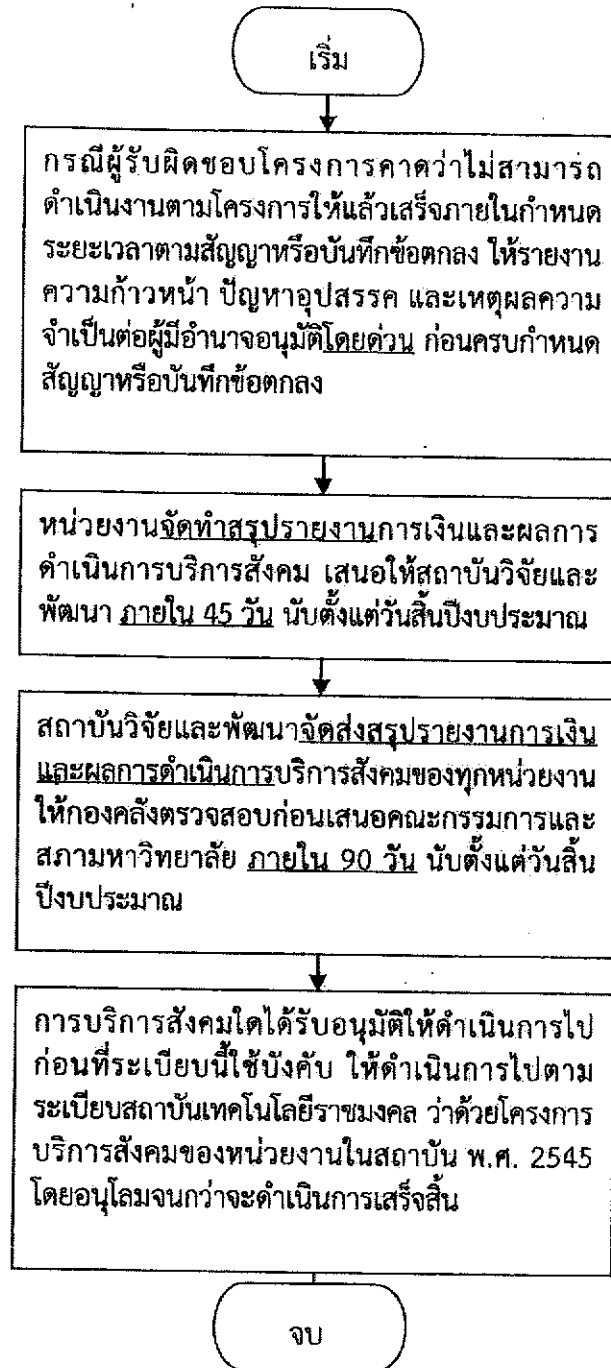 เริ่ม
กรณีผู้รับผิดชอบโครงการคาดว่าไม่สามารถ
ดำเนินงานตามโครงการให้แล้วเสร็จภายในกำหนด
ระยะเวลาตามสัญญาหรือบันทึกข้อตกลง ให้รายงาน
ความก้าวหน้า ปัญหาอุปสรรค และเหตุผลความ
จำเป็นต่อผู้มีอำนาจอนุมัติโดยด่วน ก่อนครบกำหนด
สัญญาหรือบันทึกข้อตกลง
หน่วยงานจัดทำสรุปรายงานการเงินและผลการ
ดำเนินการบริการสังคม เสนอให้สถาบันวิจัยและ
พัฒนา ภายใน 45 วัน นับตั้งแต่วันสิ้นปีงบประมาณ
สถาบันวิจัยและพัฒนาจัดส่งสรุปรายงานการเงิน
และผลการดำเนินการบริการสังคมของทุกหน่วยงาน
ให้กองคลังตรวจสอบก่อนเสนอคณะกรรมการและ
สภามหาวิทยาลัย ภายใน 90 วัน นับตั้งแต่วันสิ้น
ปีงบประมาณ
การบริการสังคมใดได้รับอนุมัติให้ดำเนินการไป
ก่อนที่ระเบียบนี้ใช้บังคับ ให้ดำเนินการไปตาม
ระเบียบสถาบันเทคโนโลยีราชมงคล ว่าด้วยโครงการ
บริการสังคมของหน่วยงานในสถาบัน พ.ศ. 2545
โดยอนุโลมจนกว่าจะดำเนินการเสร็จสิ้น
จบ